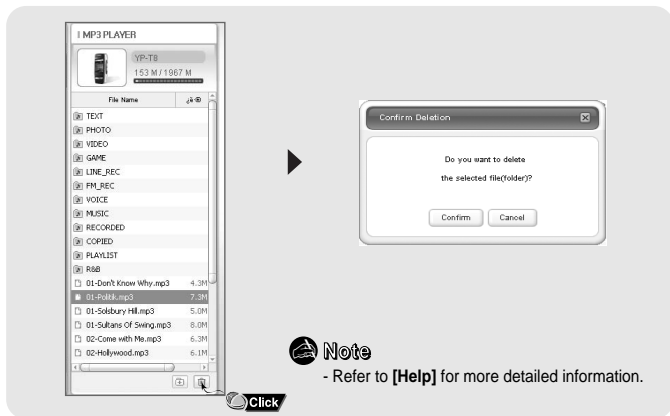 MP3 PLAYER
YP-T8
153 M / 1967 M
File Name
TEXT
PHOTO
VIDEO
GAME
LINE_REC
FM_REC
VOICE
MUSIC
RECORDED
COPIED
PLAYLIST
R&B
01-Don't Know Why.mp3 4.3M
01-Politik.mp3 7.3M
01-Solsbury Hill.mp3 5.0M
01-Sultans Of Swing.mp3 8.0M
02-Come with Me.mp3 6.3M
02-Hollywood.mp3 6.1M
Click
Confirm Deletion
Do you want to delete
the selected file(folder)?
Confirm Cancel
Note
- Refer to [Help] for more detailed information.